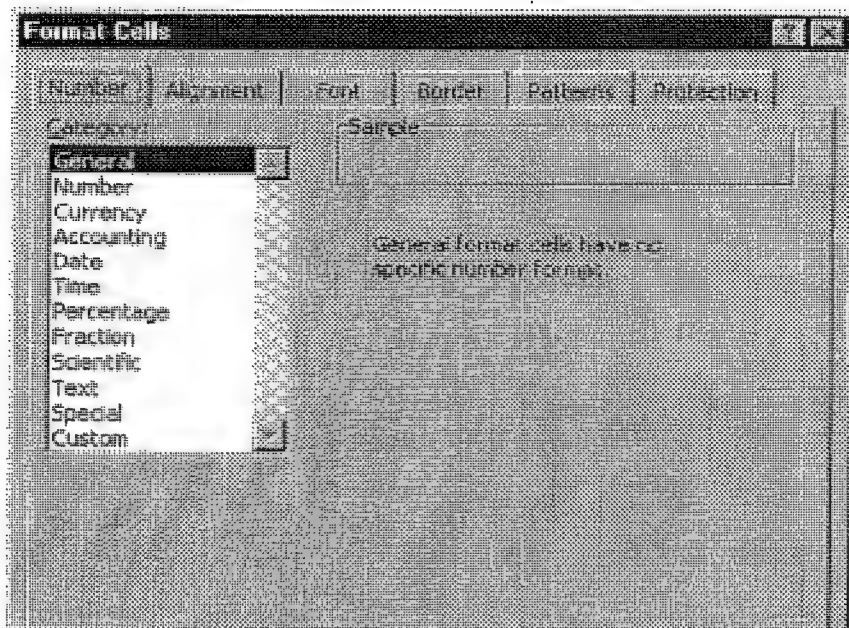 Format Cells
Number Alignment Font Border Patterns Protection
Category:
Sample
General
Number
Currency
Accounting
Date
Time
Percentage
Fraction
Scientific
Text
Special
Custom
General format cells have no
specific number format.